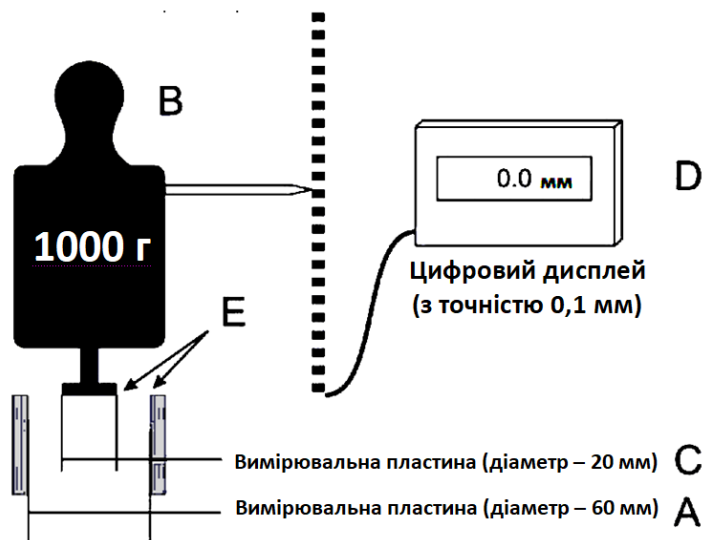 B
0.0 мм
D
1000 г
Цифровий дисплей
(з точністю 0,1 мм)
E
Вимірювальна пластина (діаметр – 20 мм) C
Вимірювальна пластина (діаметр – 60 мм) A